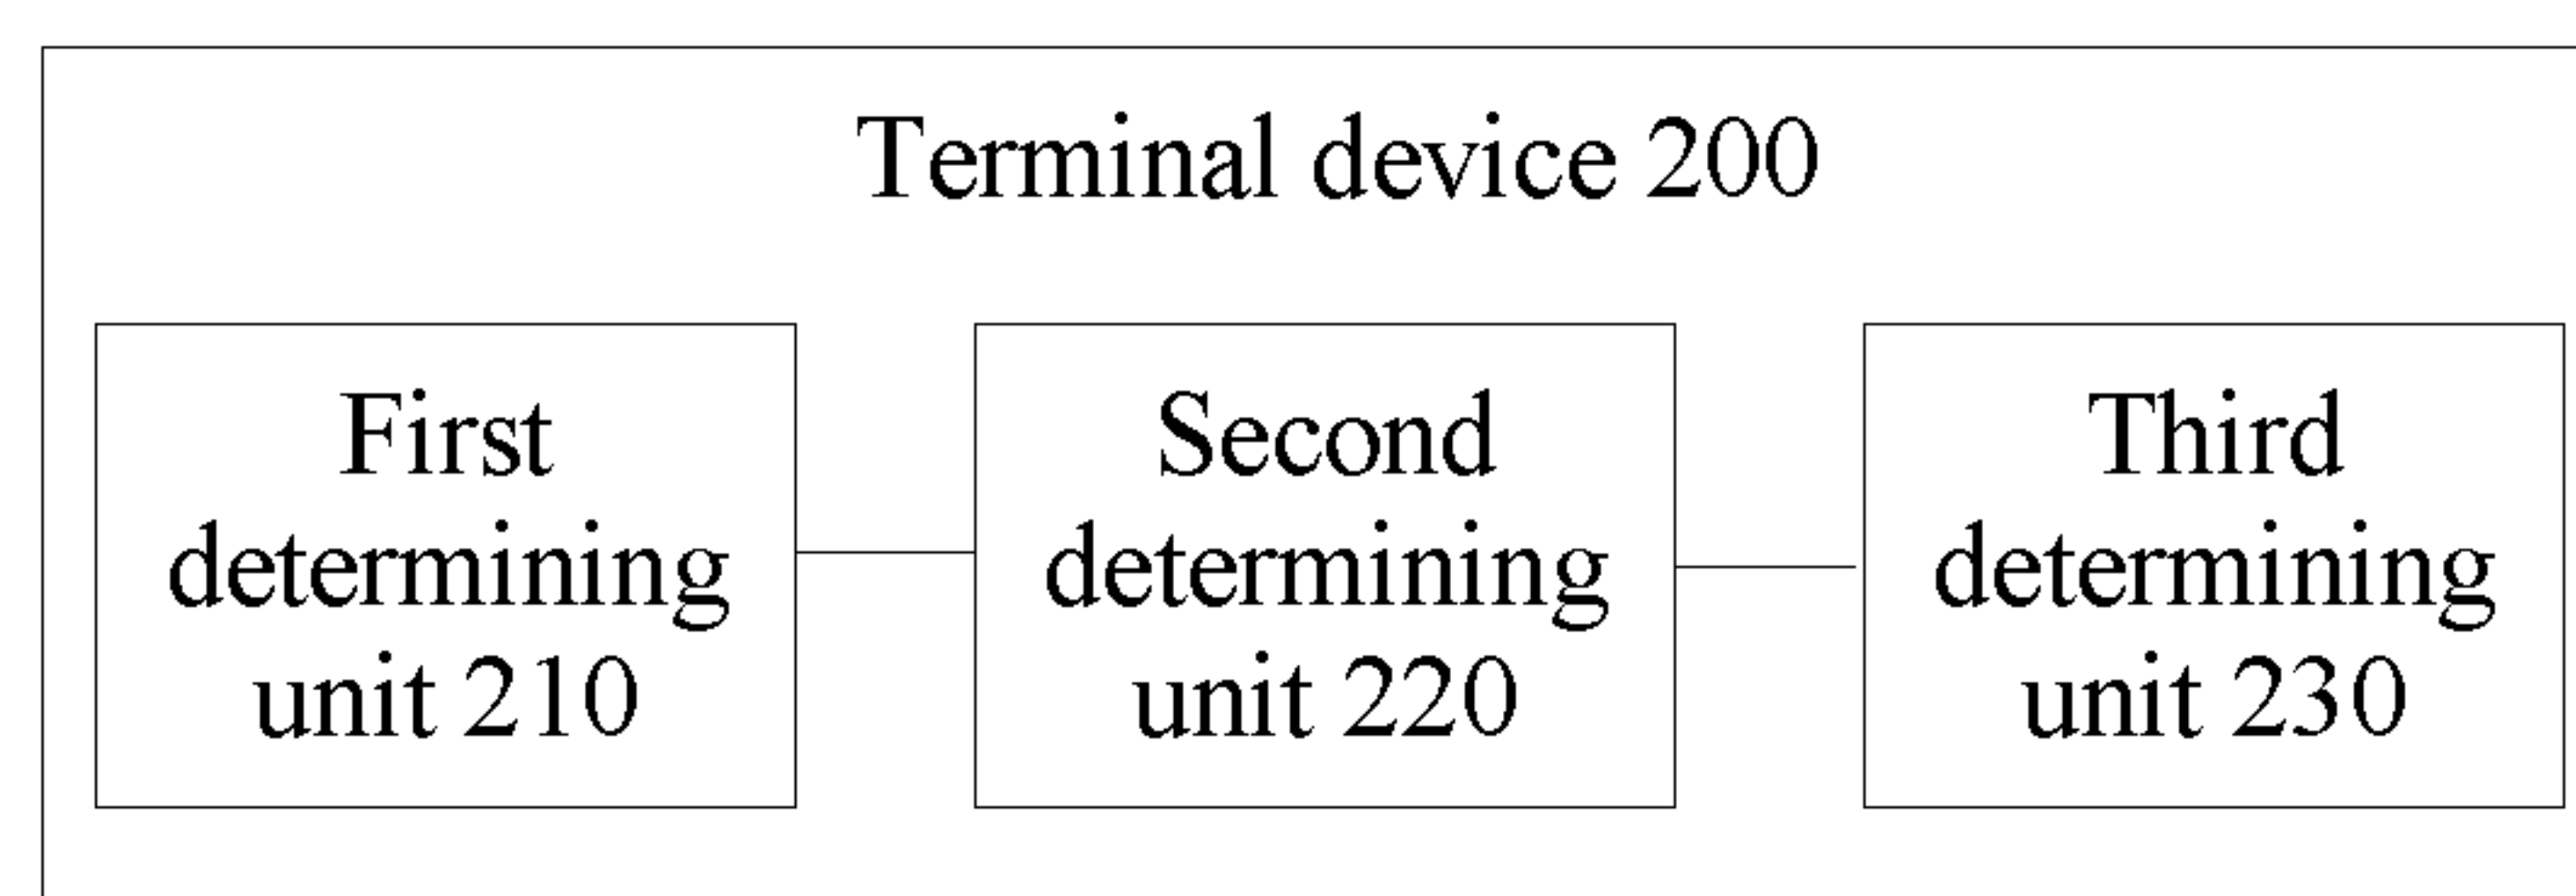 Terminal device 200
First
determining
unit 210
Second
determining
unit 220
Third
determining
unit 230